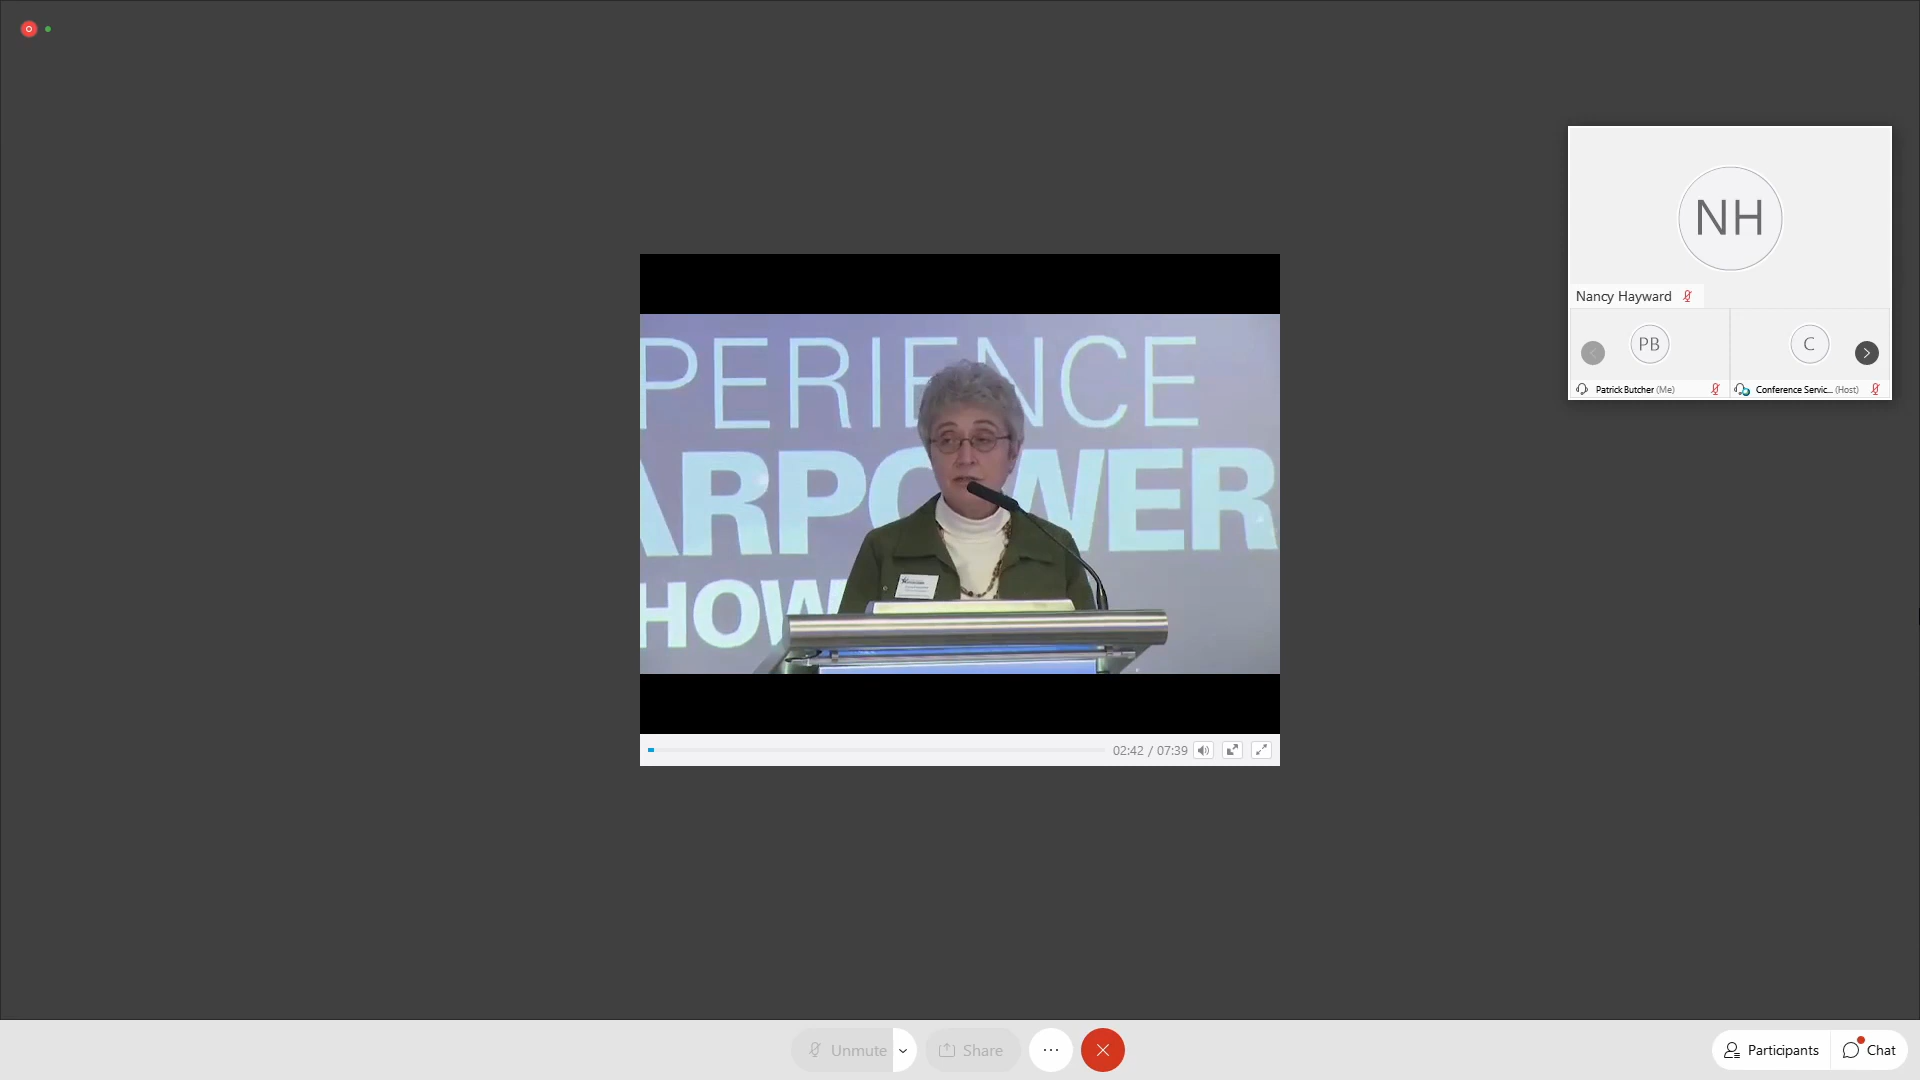 PERIENCE
ARPOWER
HOW
02:42 / 07:39
NH
Nancy Hayward
PB
C
Patrick Butcher (Me)
Conference Servic... (Host)
Unmute
Share
Participants
Chat